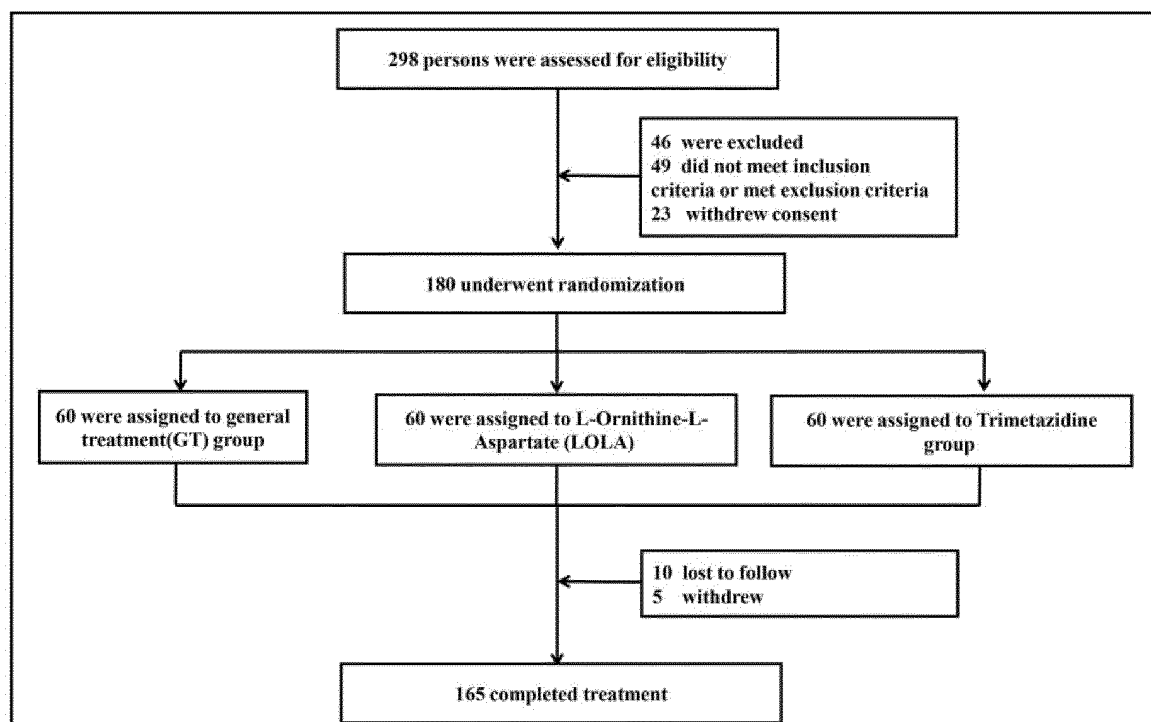 298 persons were assessed for eligibility
46 were excluded
49 did not meet inclusion
criteria or met exclusion criteria
23 withdrew consent
180 underwent randomization
60 were assigned to general
treatment(GT) group
60 were assigned to L-Ornithine-L-
Aspartate (LOLA)
60 were assigned to Trimetazidine
group
10 lost to follow
5 withdrew
165 completed treatment